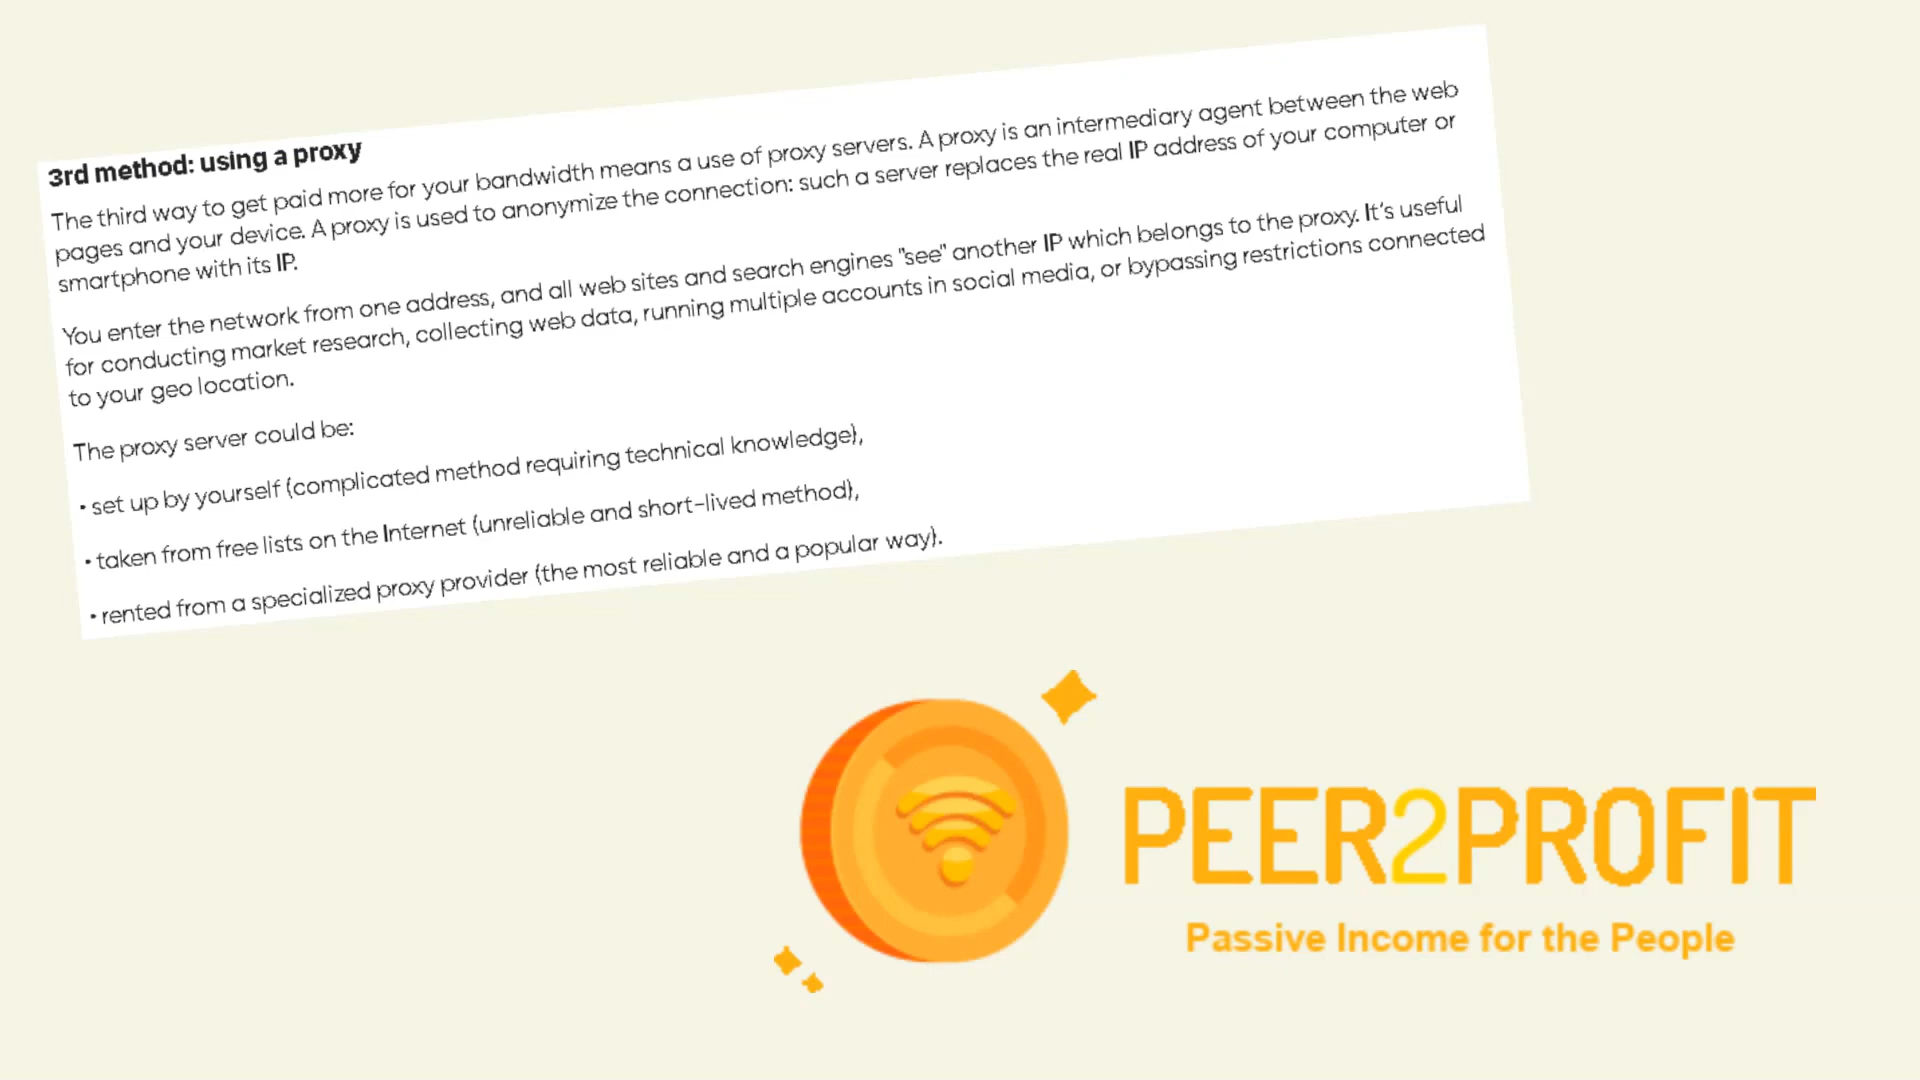 3rd method: using a proxy
The third way to get paid more for your bandwidth means a use of proxy servers. A proxy is an intermediary agent between the web
pages and your device. A proxy is used to anonymize the connection: such a server replaces the real IP address of your computer or
smartphone with its IP.
You enter the network from one address, and all web sites and search engines "see" another IP which belongs to the proxy. It's useful
for conducting market research, collecting web data, running multiple accounts in social media, or bypassing restrictions connected
to your geo location.
The proxy server could be:
• set up by yourself (complicated method requiring technical knowledge),
• taken from free lists on the Internet (unreliable and short-lived method),
• rented from a specialized proxy provider (the most reliable and a popular way).
PEER2PROFIT
Passive Income for the People